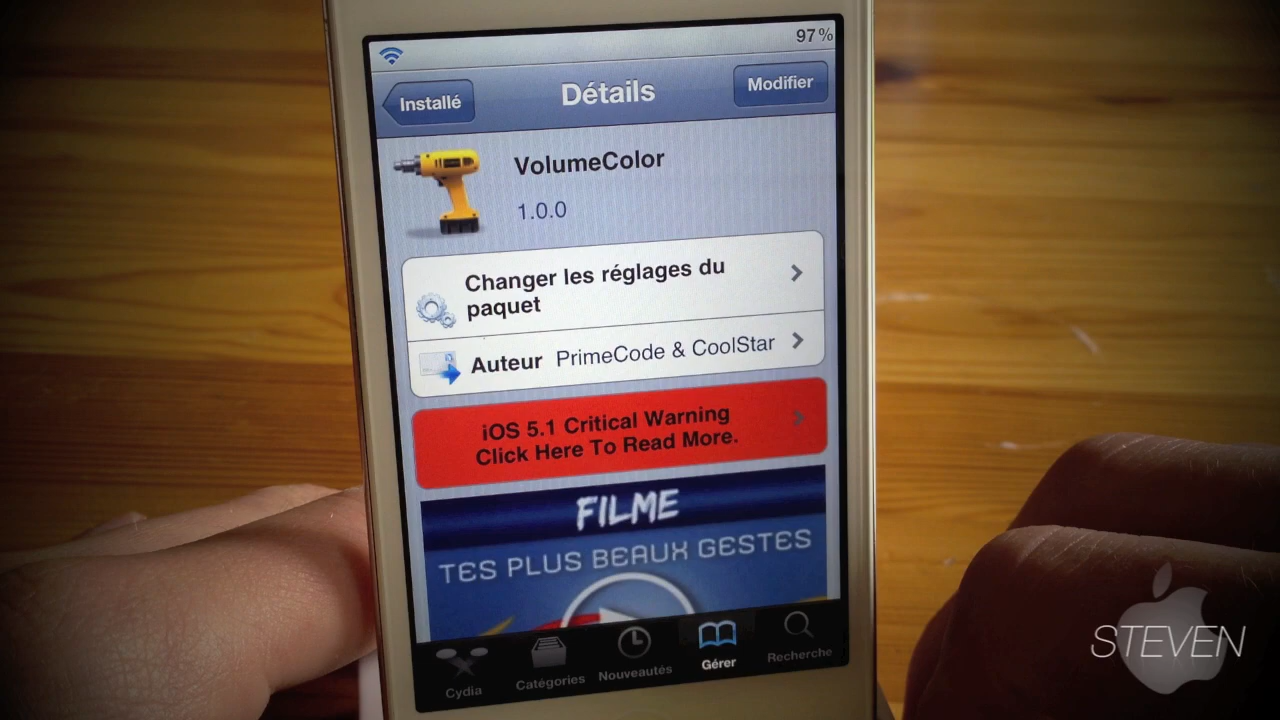 97%
Installé
Détails
Modifier
VolumeColor
1.0.0
Changer les réglages du
paquet
Auteur PrimeCode & CoolStar
iOS 5.1 Critical Warning
Click Here To Read More.
FILME
TES PLUS BEAUX GESTES
Cydia
Catégories
Nouveautés
Gérer
Recherche
STEVEN